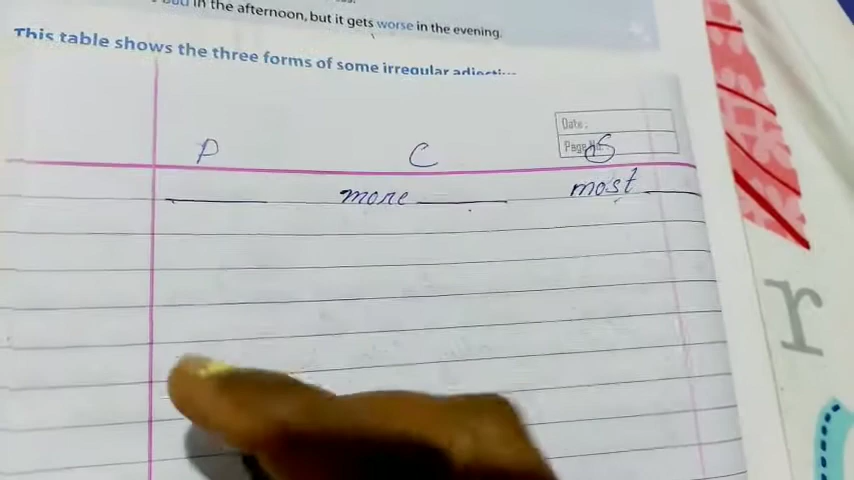 in the afternoon, but it gets worse in the evening.
This table shows the three forms of some irregular
Date:
P C S
more most
r